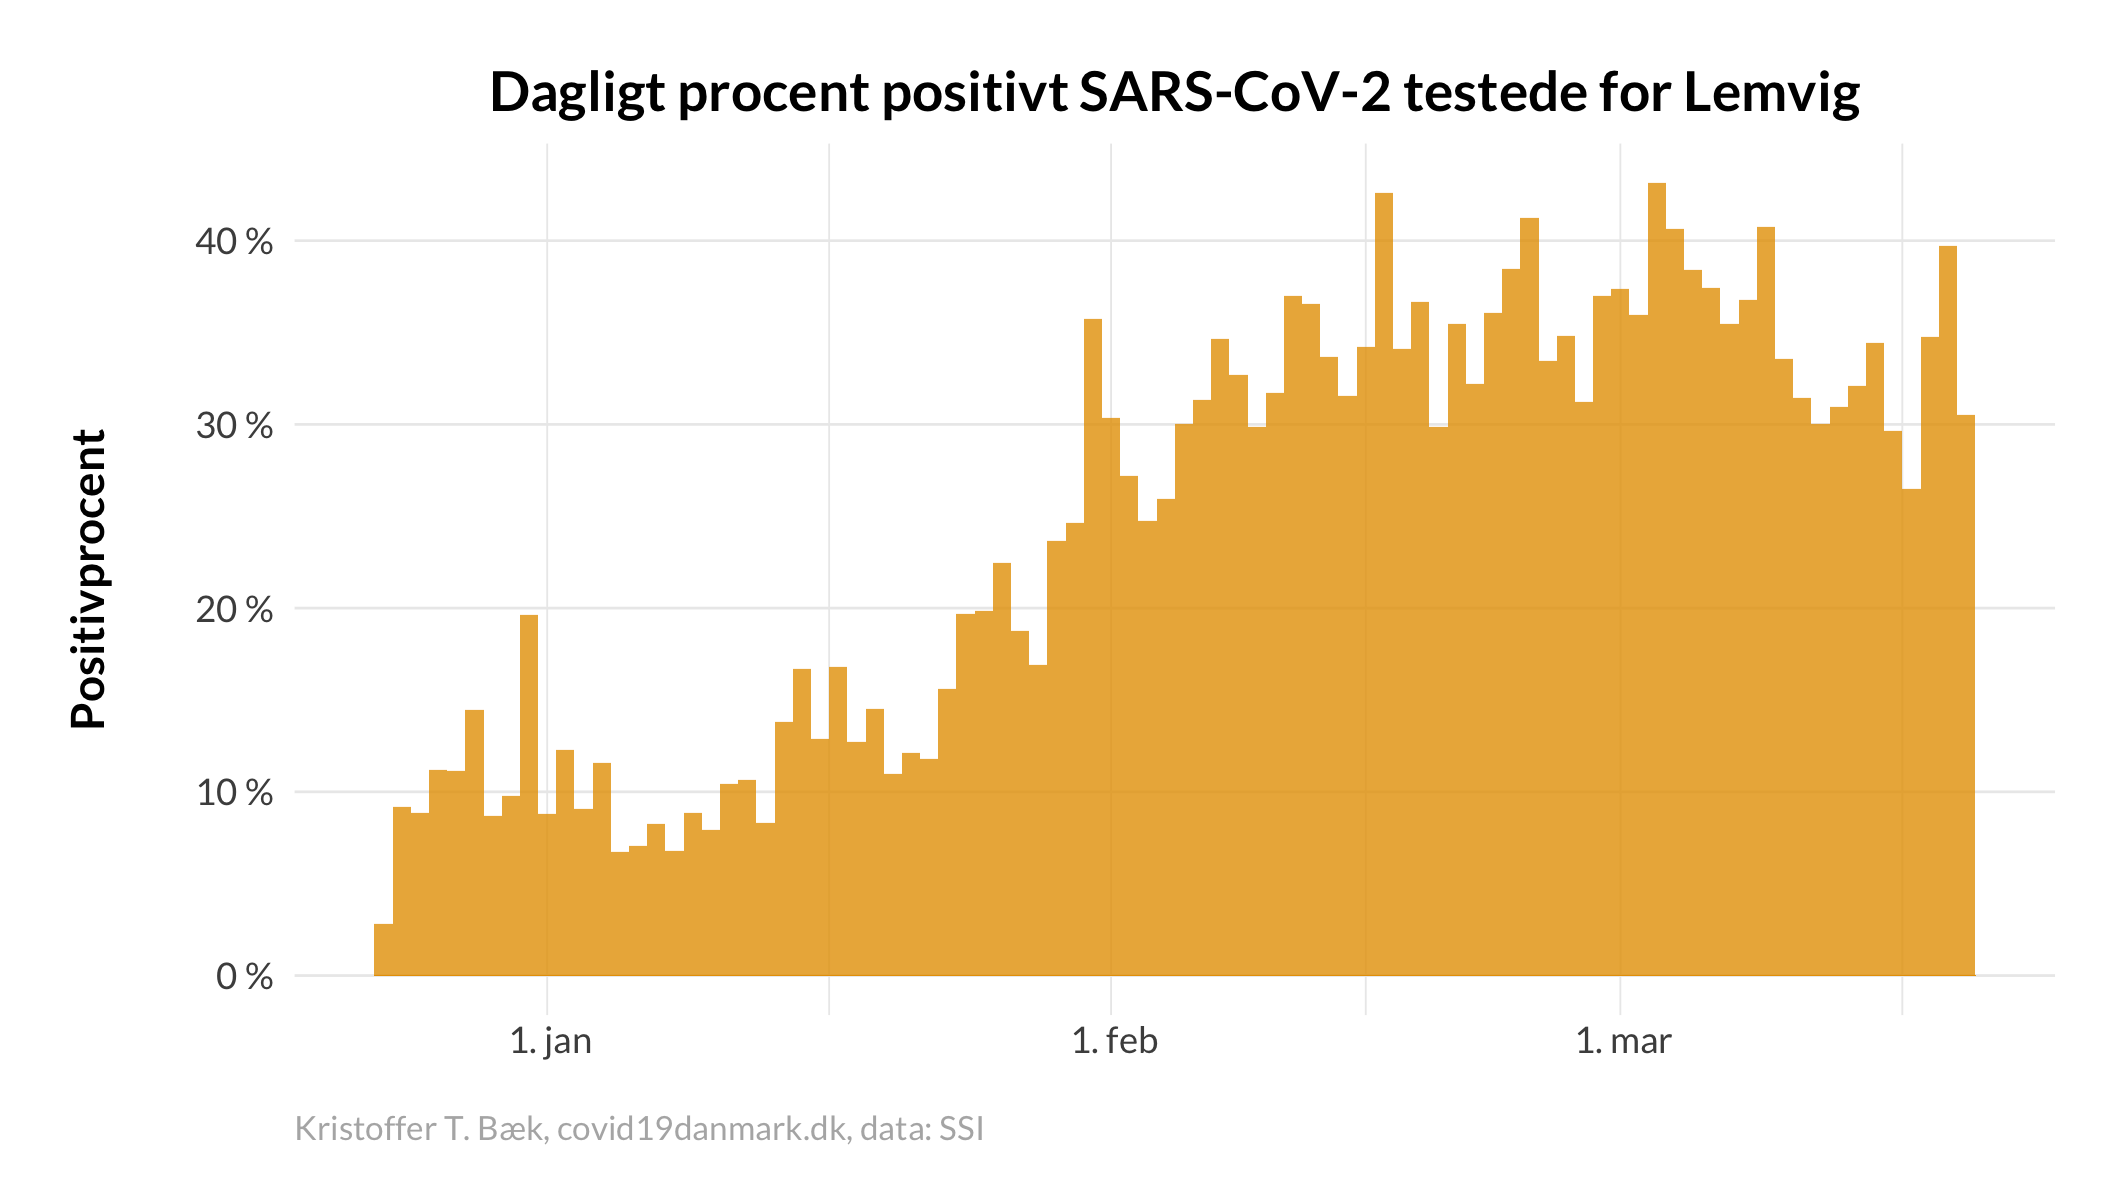 Dagligt procent positivt SARS-CoV-2 testede for Lemvig
Positivprocent
40 %
30 %
20 %
10 %
0 %
1. jan
1. feb
1. mar
Kristoffer T. Bæk, covid19danmark.dk, data: SSI